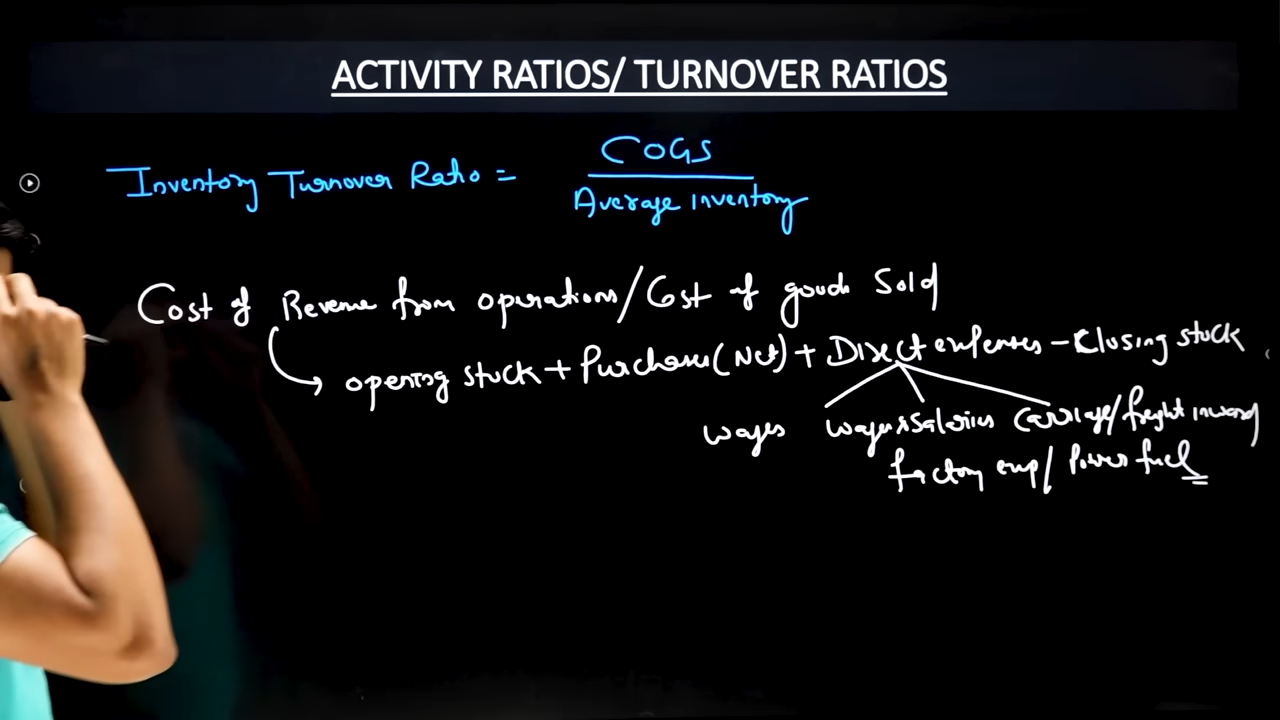 ACTIVITY RATIOS/ TURNOVER RATIOS
Inventory Turnover Ratio = COGS / Average inventory
Cost of Revenue from operations/Cost of goods Sold
opening stock + Purchases (Net) + Direct expenses - Closing stock
wages wages & Salaries Carriage/freight inward
factory exp/ Power fuel